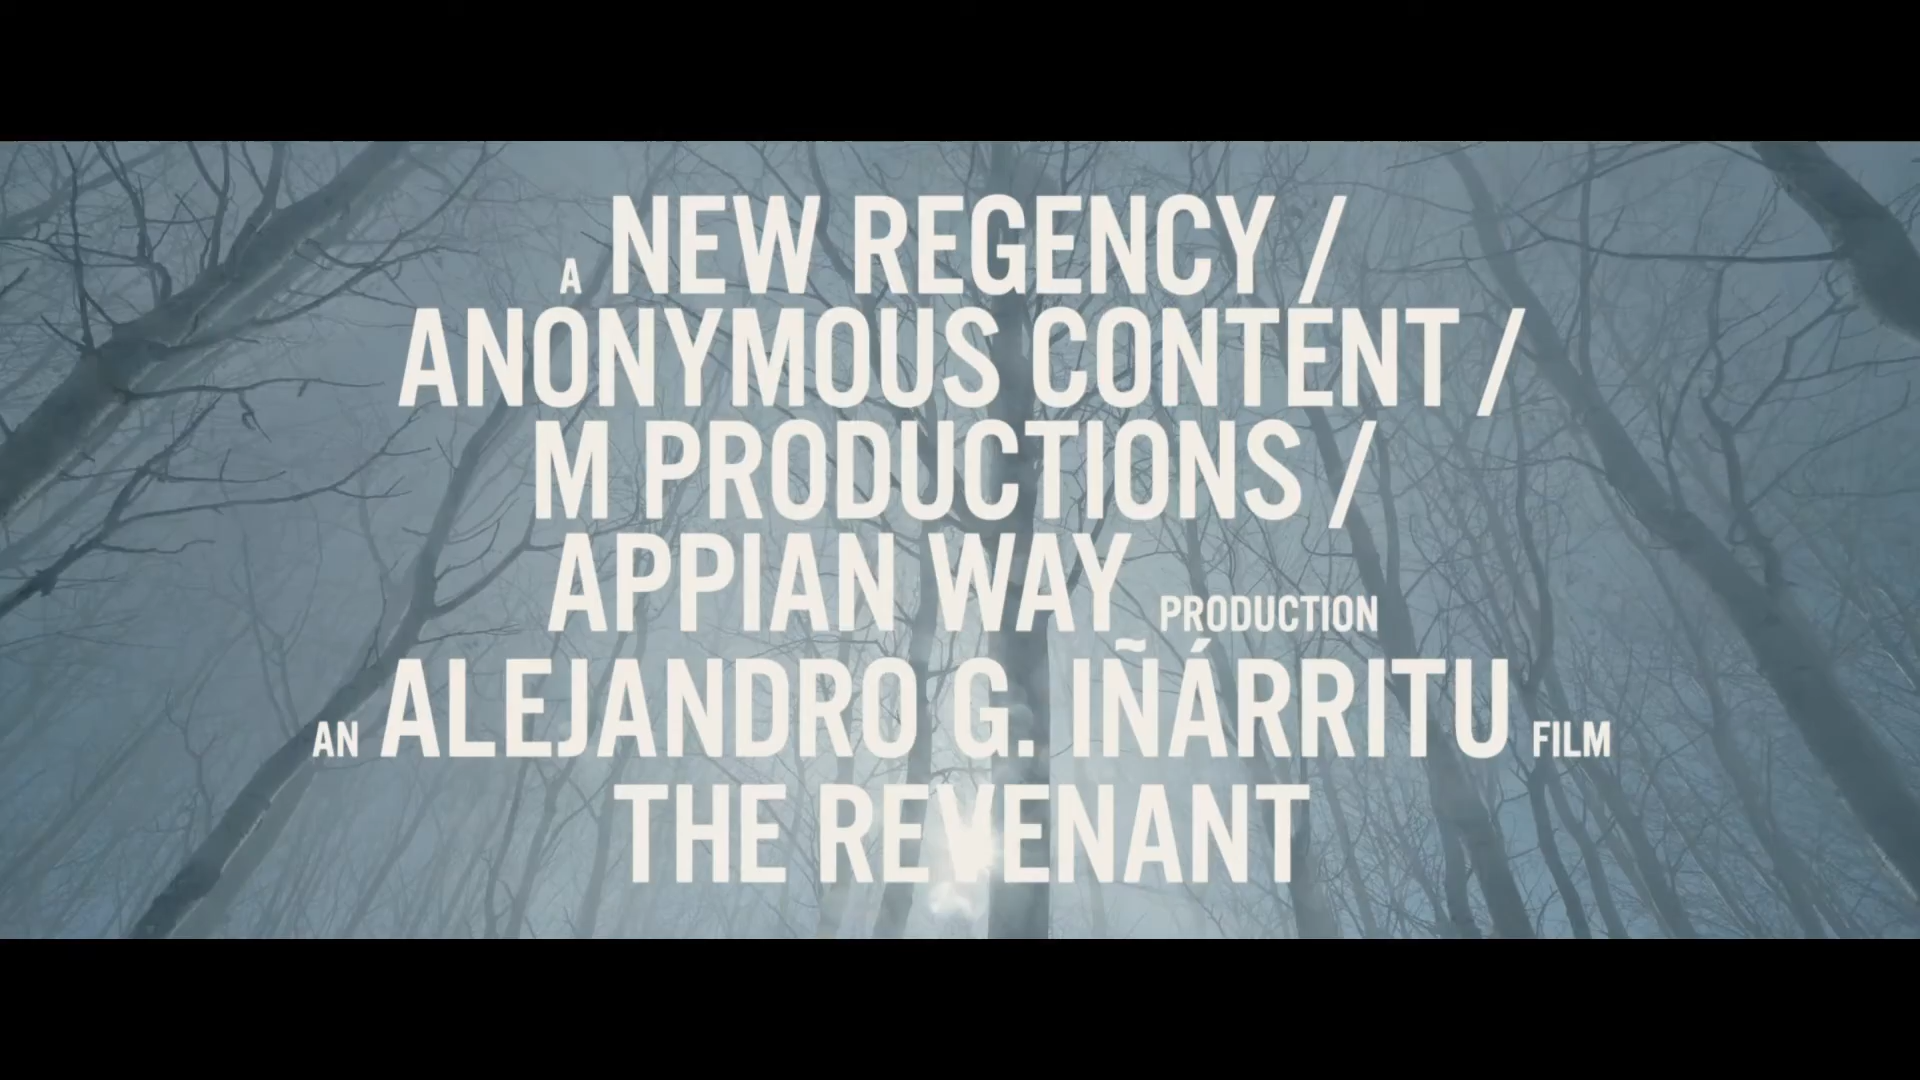 A NEW REGENCY /
ANONYMOUS CONTENT /
M PRODUCTIONS /
APPIAN WAY PRODUCTION
AN ALEJANDRO G. IÑÁRRITU FILM
THE REVENANT